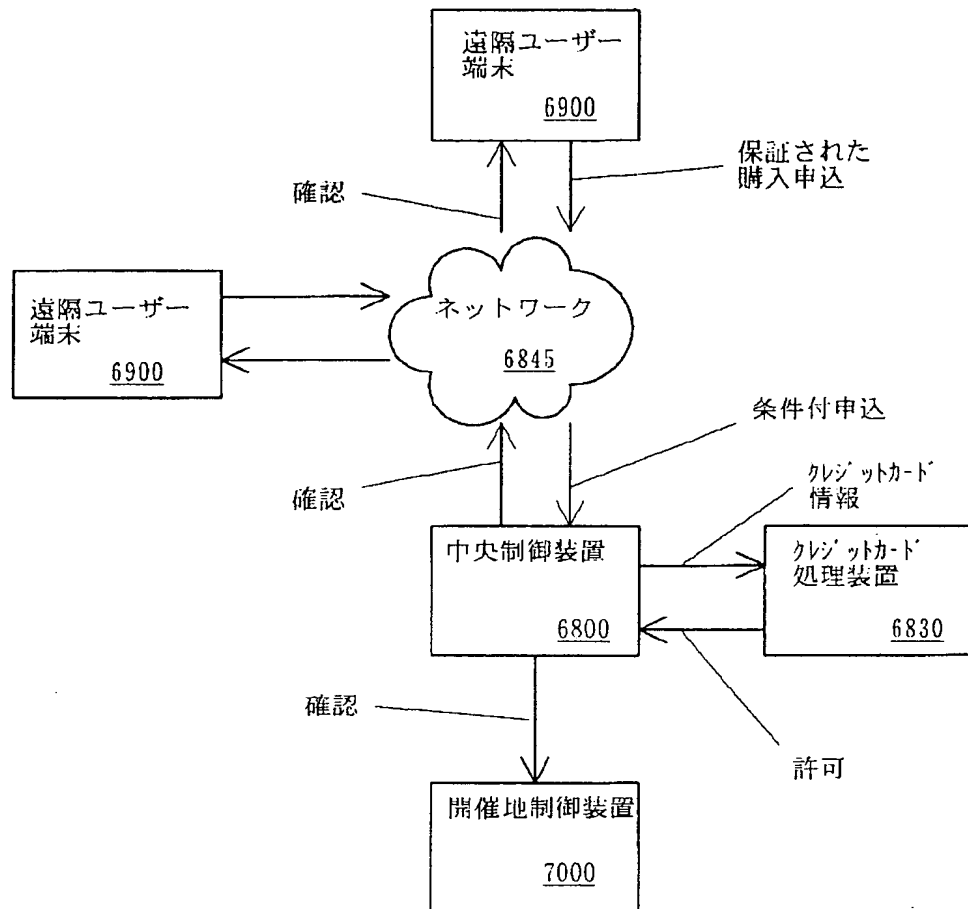 遠隔ユーザー
端末
6900
保証された
購入申込
確認
遠隔ユーザー
端末
6900
ネットワーク
6845
条件付申込
確認
クレジットカード
情報
中央制御装置
6800
クレジットカード
処理装置
6830
確認
許可
開催地制御装置
7000